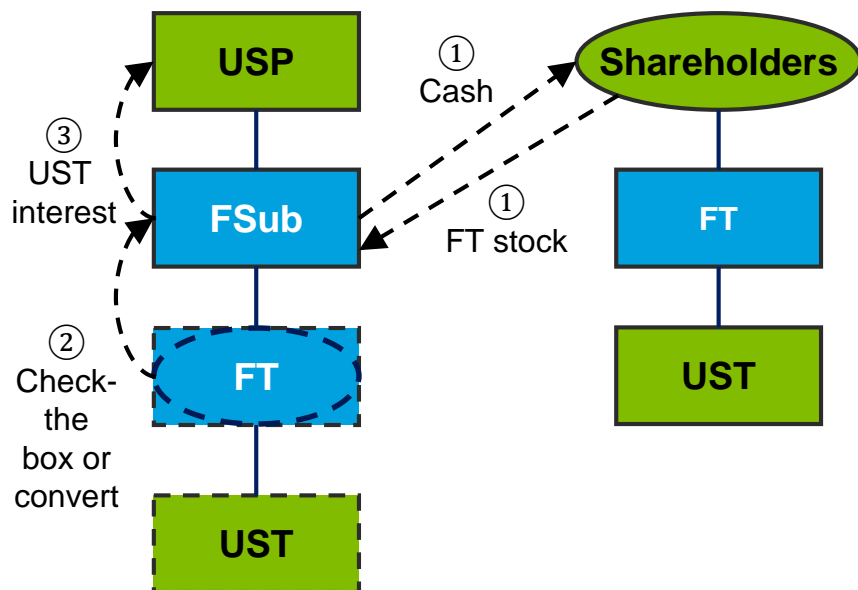 USP
①
Cash
Shareholders
③
UST
interest
FSub
①
FT stock
FT
②
Check-
the
box or
convert
FT
UST
UST